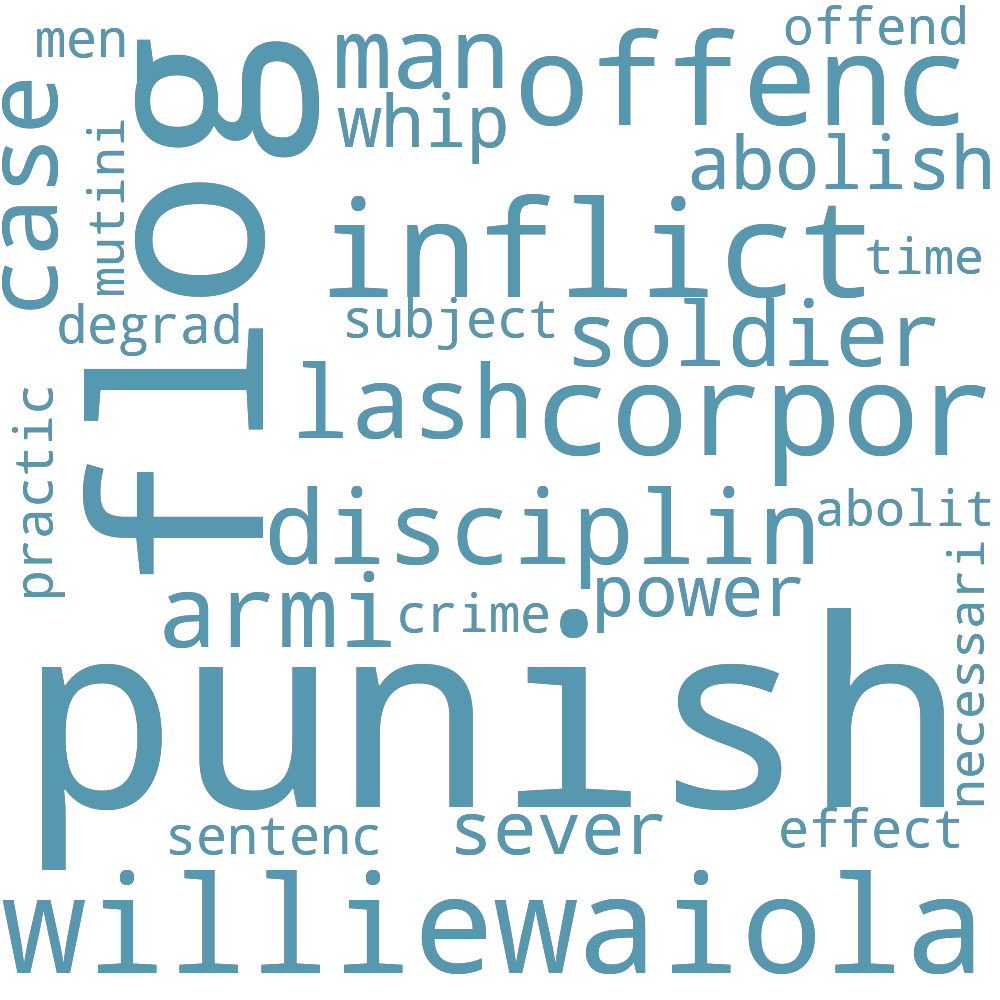 men
man
offend
offenc
case
flog
whip
mutini
abolish
inflict
time
degrad
subject
soldier
practic
lash
corpor
disciplin
abolit
armi
crime
power
necessari
punish
sentenc
sever
effect
williewaiola